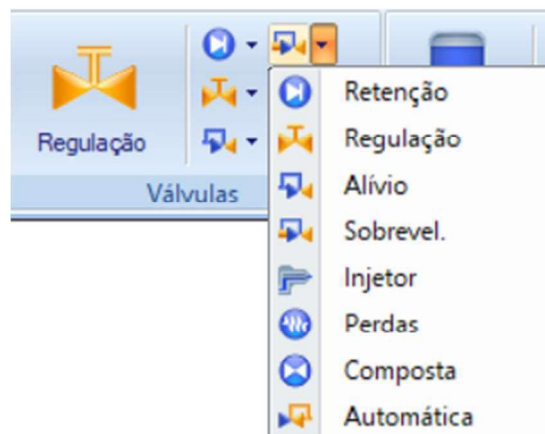 Regulação
Válvulas
Retenção
Regulação
Alívio
Sobrevel.
Injetor
Perdas
Composta
Automática